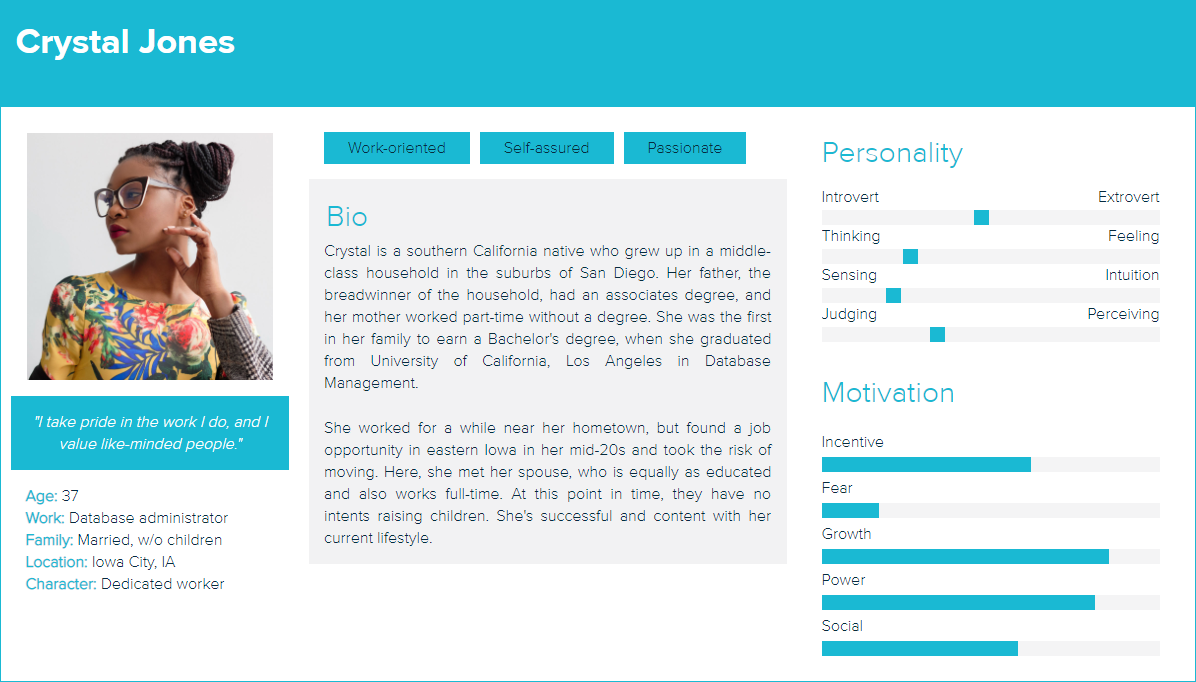 Crystal Jones
"I take pride in the work I do, and I
value like-minded people."
Age: 37
Work: Database administrator
Family: Married, w/o children
Location: Iowa City, IA
Character: Dedicated worker
Work-oriented
Self-assured
Passionate
Bio
Crystal is a southern California native who grew up in a middle-
class household in the suburbs of San Diego. Her father, the
breadwinner of the household, had an associates degree, and
her mother worked part-time without a degree. She was the first
in her family to earn a Bachelor's degree, when she graduated
from University of California, Los Angeles in Database
Management.
She worked for a while near her hometown, but found a job
opportunity in eastern Iowa in her mid-20s and took the risk of
moving. Here, she met her spouse, who is equally as educated
and also works full-time. At this point in time, they have no
intents raising children. She's successful and content with her
current lifestyle.
Personality
Introvert Extrovert
Thinking Feeling
Sensing Intuition
Judging Perceiving
Motivation
Incentive
Fear
Growth
Power
Social